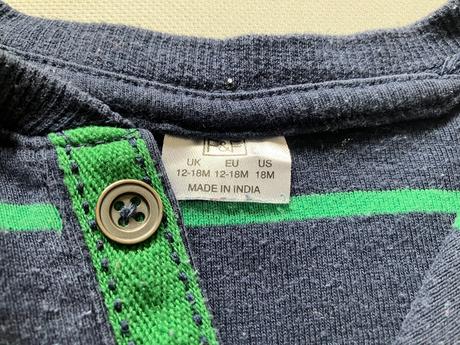 F&F
UK EU US
12-18M 12-18M 18M
MADE IN INDIA